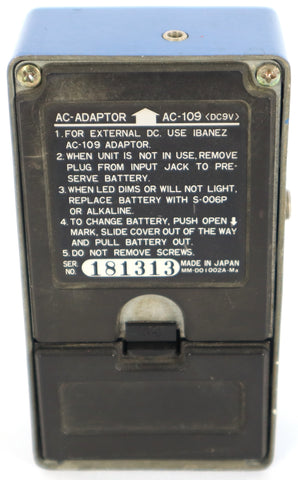 AC-ADAPTOR AC-109 <DC9V>
1. FOR EXTERNAL DC. USE IBANEZ
AC-109 ADAPTOR.
2. WHEN UNIT IS NOT IN USE, REMOVE
PLUG FROM INPUT JACK TO PRE-
SERVE BATTERY.
3. WHEN LED DIMS OR WILL NOT LIGHT,
REPLACE BATTERY WITH S-006P
OR ALKALINE.
4. TO CHANGE BATTERY, PUSH OPEN ⬇
MARK, SLIDE COVER OUT OF THE WAY
AND PULL BATTERY OUT.
5. DO NOT REMOVE SCREWS.
SER. NO. 181313 MADE IN JAPAN
MM-001002A-Ma